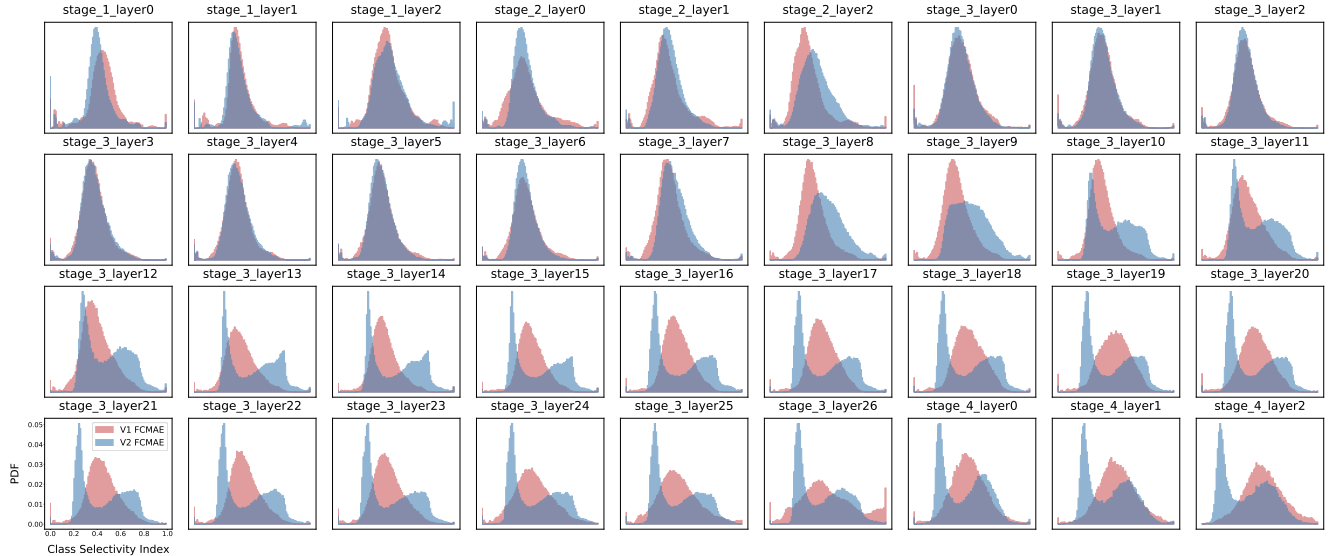 stage_1_layer0 stage_1_layer1 stage_1_layer2 stage_2_layer0 stage_2_layer1 stage_2_layer2 stage_3_layer0 stage_3_layer1 stage_3_layer2
stage_3_layer3 stage_3_layer4 stage_3_layer5 stage_3_layer6 stage_3_layer7 stage_3_layer8 stage_3_layer9 stage_3_layer10 stage_3_layer11
stage_3_layer12 stage_3_layer13 stage_3_layer14 stage_3_layer15 stage_3_layer16 stage_3_layer17 stage_3_layer18 stage_3_layer19 stage_3_layer20
stage_3_layer21 stage_3_layer22 stage_3_layer23 stage_3_layer24 stage_3_layer25 stage_3_layer26 stage_4_layer0 stage_4_layer1 stage_4_layer2
0.05
V1 FCMAE
V2 FCMAE
0.04
0.03
PDF
0.02
0.01
0.00
0.0 0.2 0.4 0.6 0.8 1.0
Class Selectivity Index